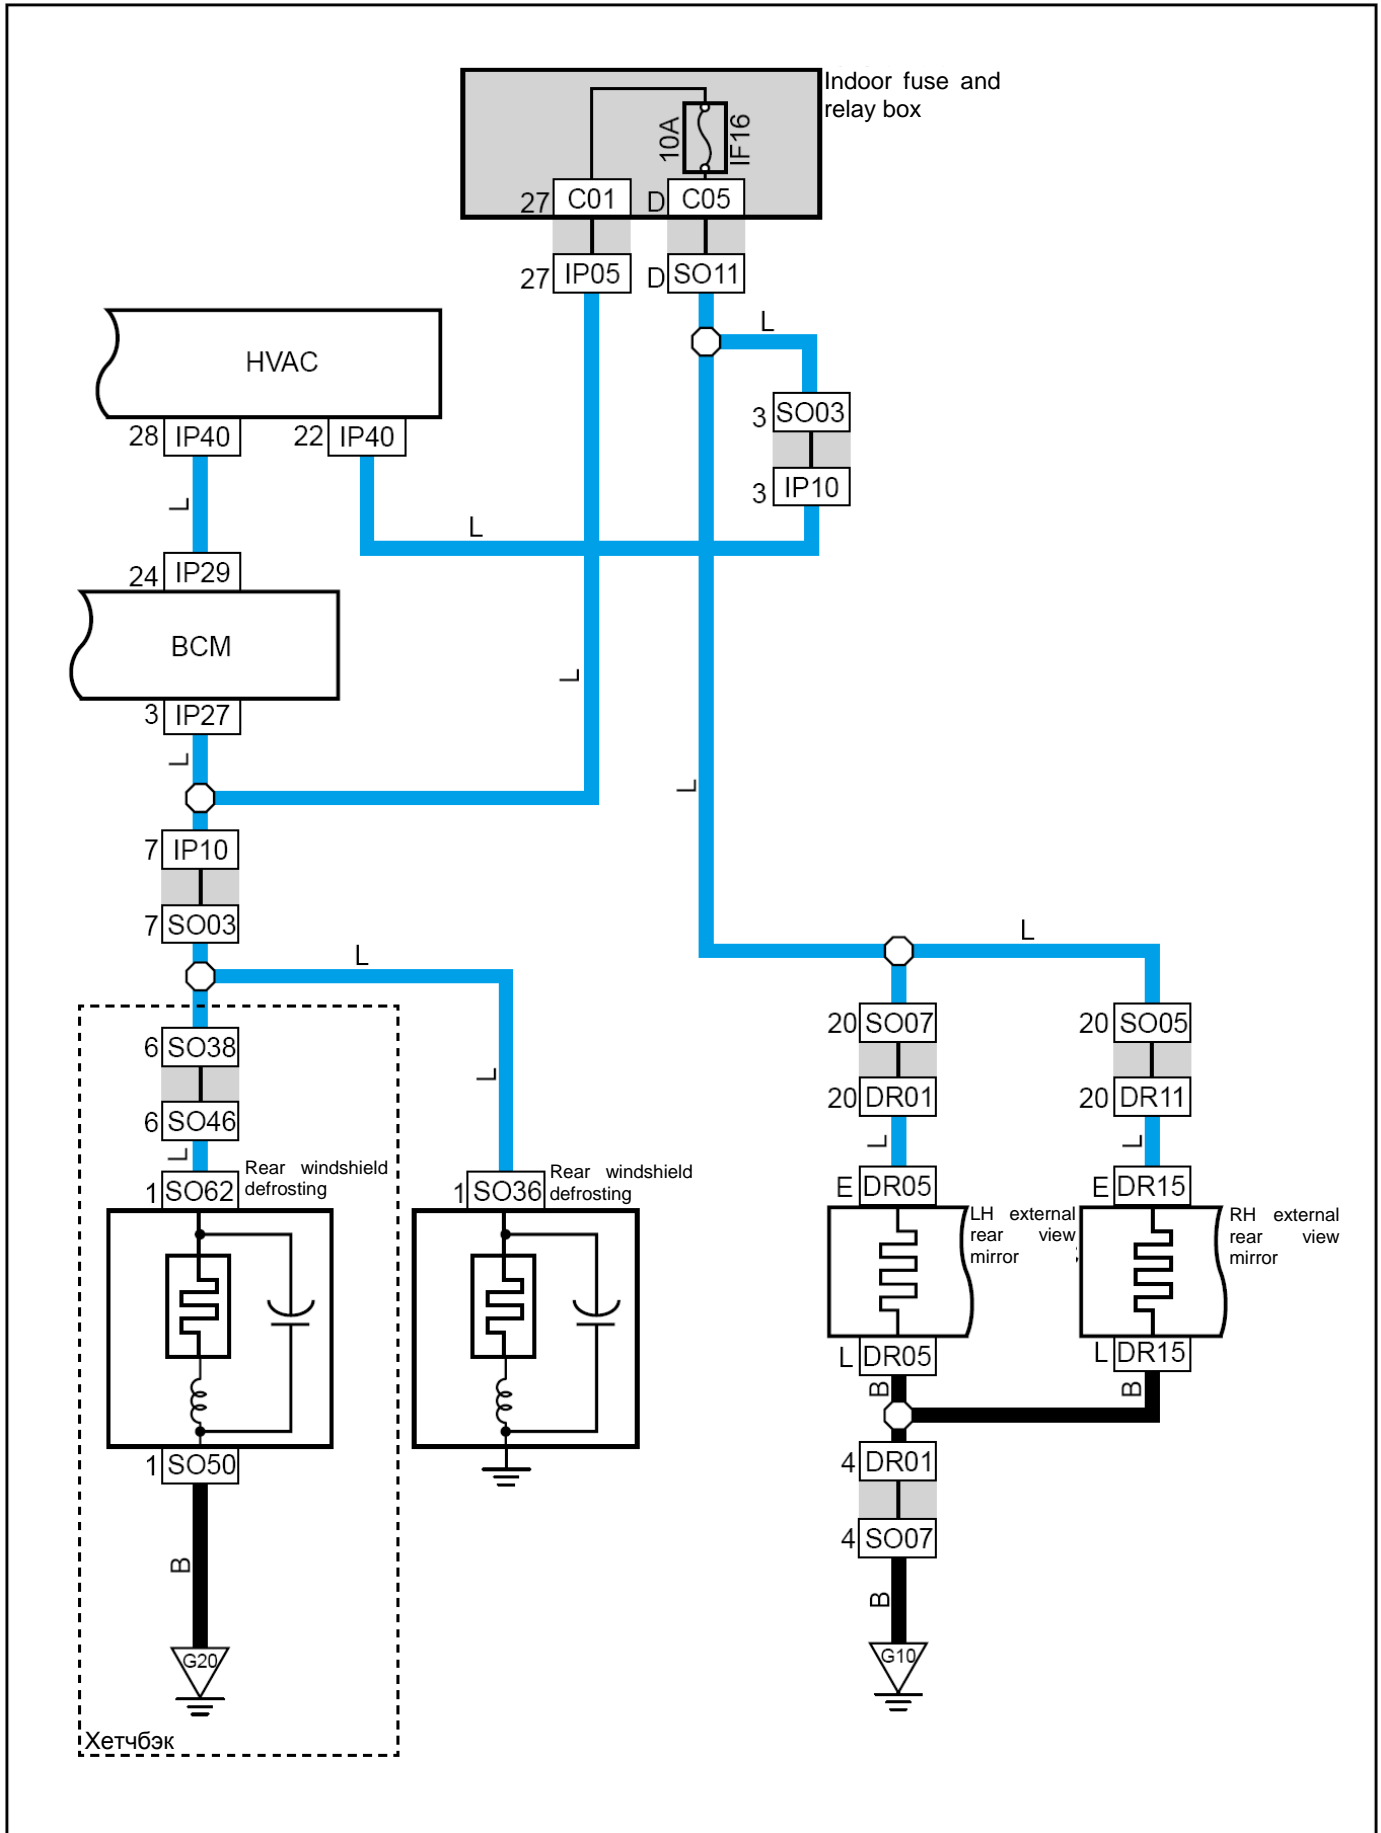 Indoor fuse and
relay box
10A
IF16
27 C01
D C05
27 IP05
D SO11
L
HVAC
3 SO03
28 IP40
22 IP40
3 IP10
L
L
24 IP29
BCM
L
3 IP27
L
L
7 IP10
7 SO03
L
L
20 SO07
20 SO05
6 SO38
L
20 DR01
20 DR11
6 SO46
L
L
L
Rear windshield
defrosting
1 SO62
Rear windshield
defrosting
1 SO36
E DR05
E DR15
LH external
rear view
mirror
RH external
rear view
mirror
L DR05
L DR15
B
B
1 SO50
4 DR01
4 SO07
B
B
G20
G10
Хетчбэк